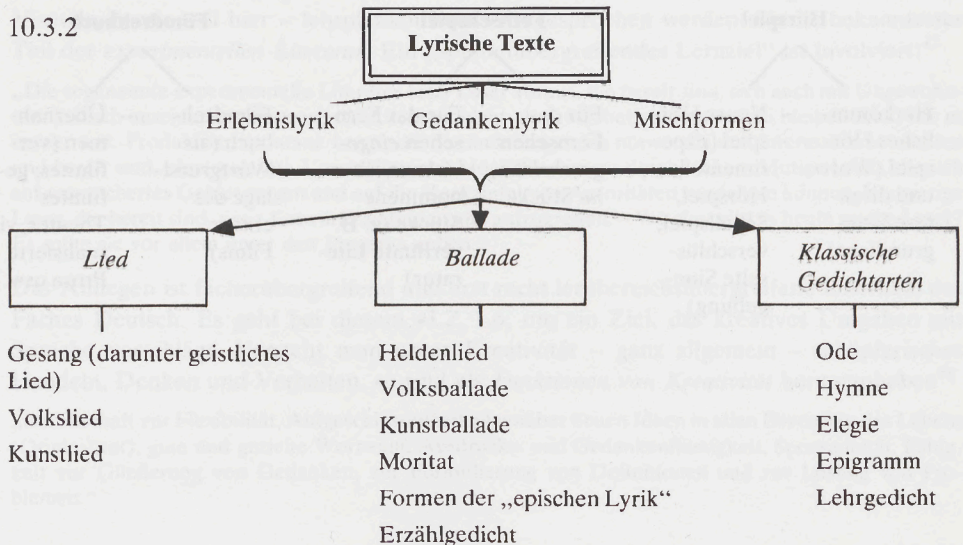 10.3.2
Lyrische Texte
Erlebnislyrik Gedankenlyrik Mischformen
Lied
Gesang (darunter geistliches
Lied)
Volkslied
Kunstlied
Ballade
Heldenlied
Volksballade
Kunstballade
Moritat
Formen der „epischen Lyrik“
Erzählgedicht
Klassische
Gedichtarten
Ode
Hymne
Elegie
Epigramm
Lehrgedicht